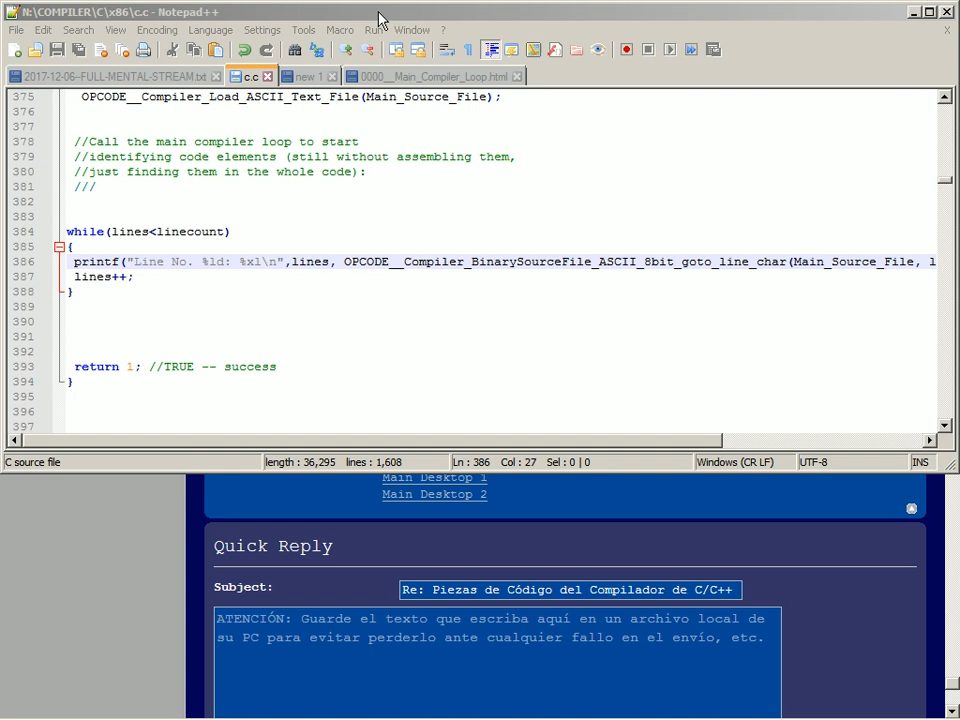 N:\COMPILER\C\x86\c.c - Notepad++
File Edit Search View Encoding Language Settings Tools Macro Run Window ? X
2017-12-06--FULL-MENTAL-STREAM.txt c.c new 1 0000__Main_Compiler_Loop.html
375 OPCODE__Compiler_Load_ASCII_Text_File(Main_Source_File);
376
377
378 //Call the main compiler loop to start
379 //identifying code elements (still without assembling them,
380 //just finding them in the whole code):
381 ///
382
383
384 while(lines<linecount)
385 {
386 printf("Line No. %ld: %xl\n",lines, OPCODE__Compiler_BinarySourceFile_ASCII_8bit_goto_line_char(Main_Source_File, l
387 lines++;
388 }
389
390
391
392
393 return 1; //TRUE -- success
394 }
395
396
397
C source file length : 36,295 lines : 1,608 Ln : 386 Col : 27 Sel : 0 | 0 Windows (CR LF) UTF-8 INS
Main Desktop 1
Main Desktop 2
Quick Reply
Subject: Re: Piezas de Código del Compilador de C/C++
ATENCIÓN: Guarde el texto que escriba aquí en un archivo local de
su PC para evitar perderlo ante cualquier fallo en el envío, etc.